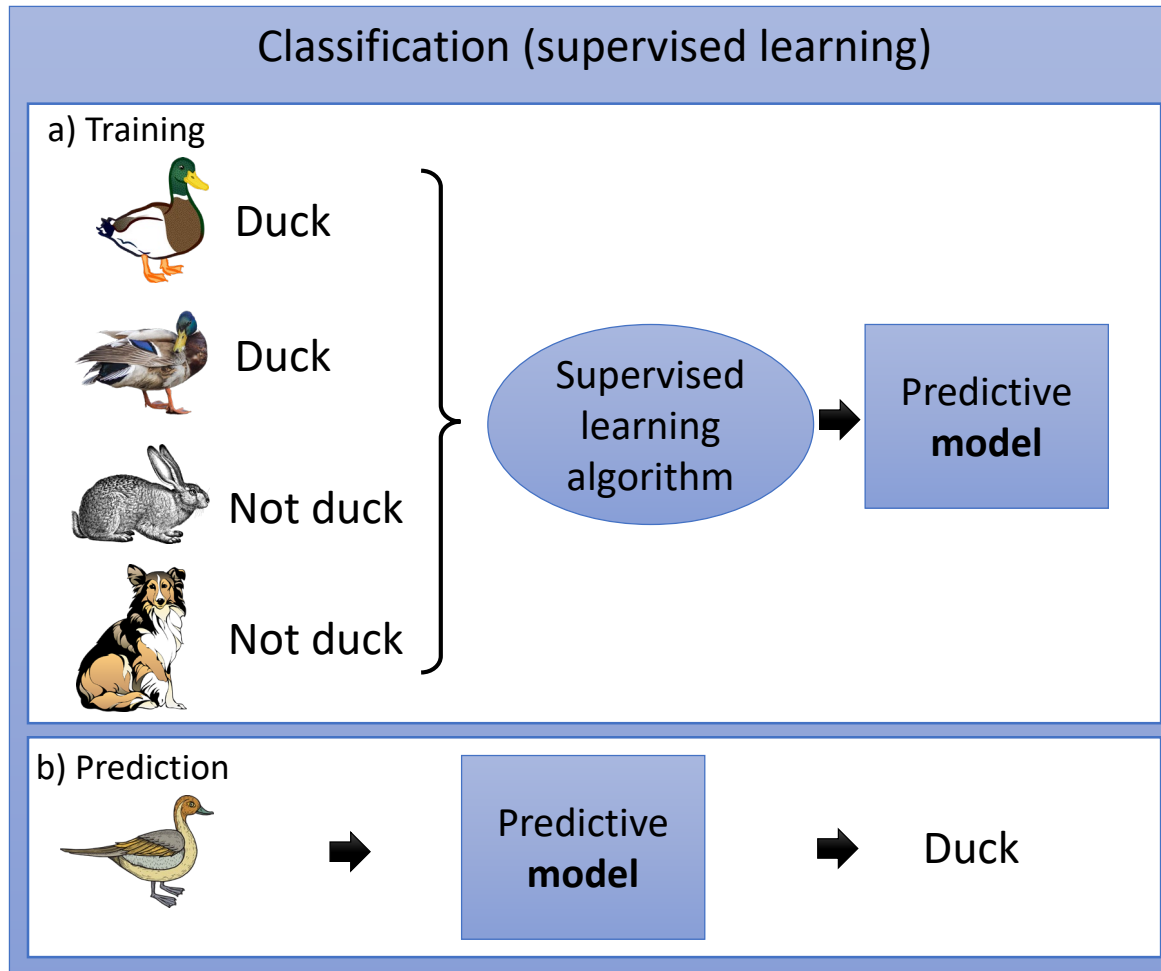 Classification (supervised learning)
a) Training
Duck
Duck
Not duck
Not duck
Supervised
learning
algorithm
Predictive
model
b) Prediction
Predictive
model
Duck